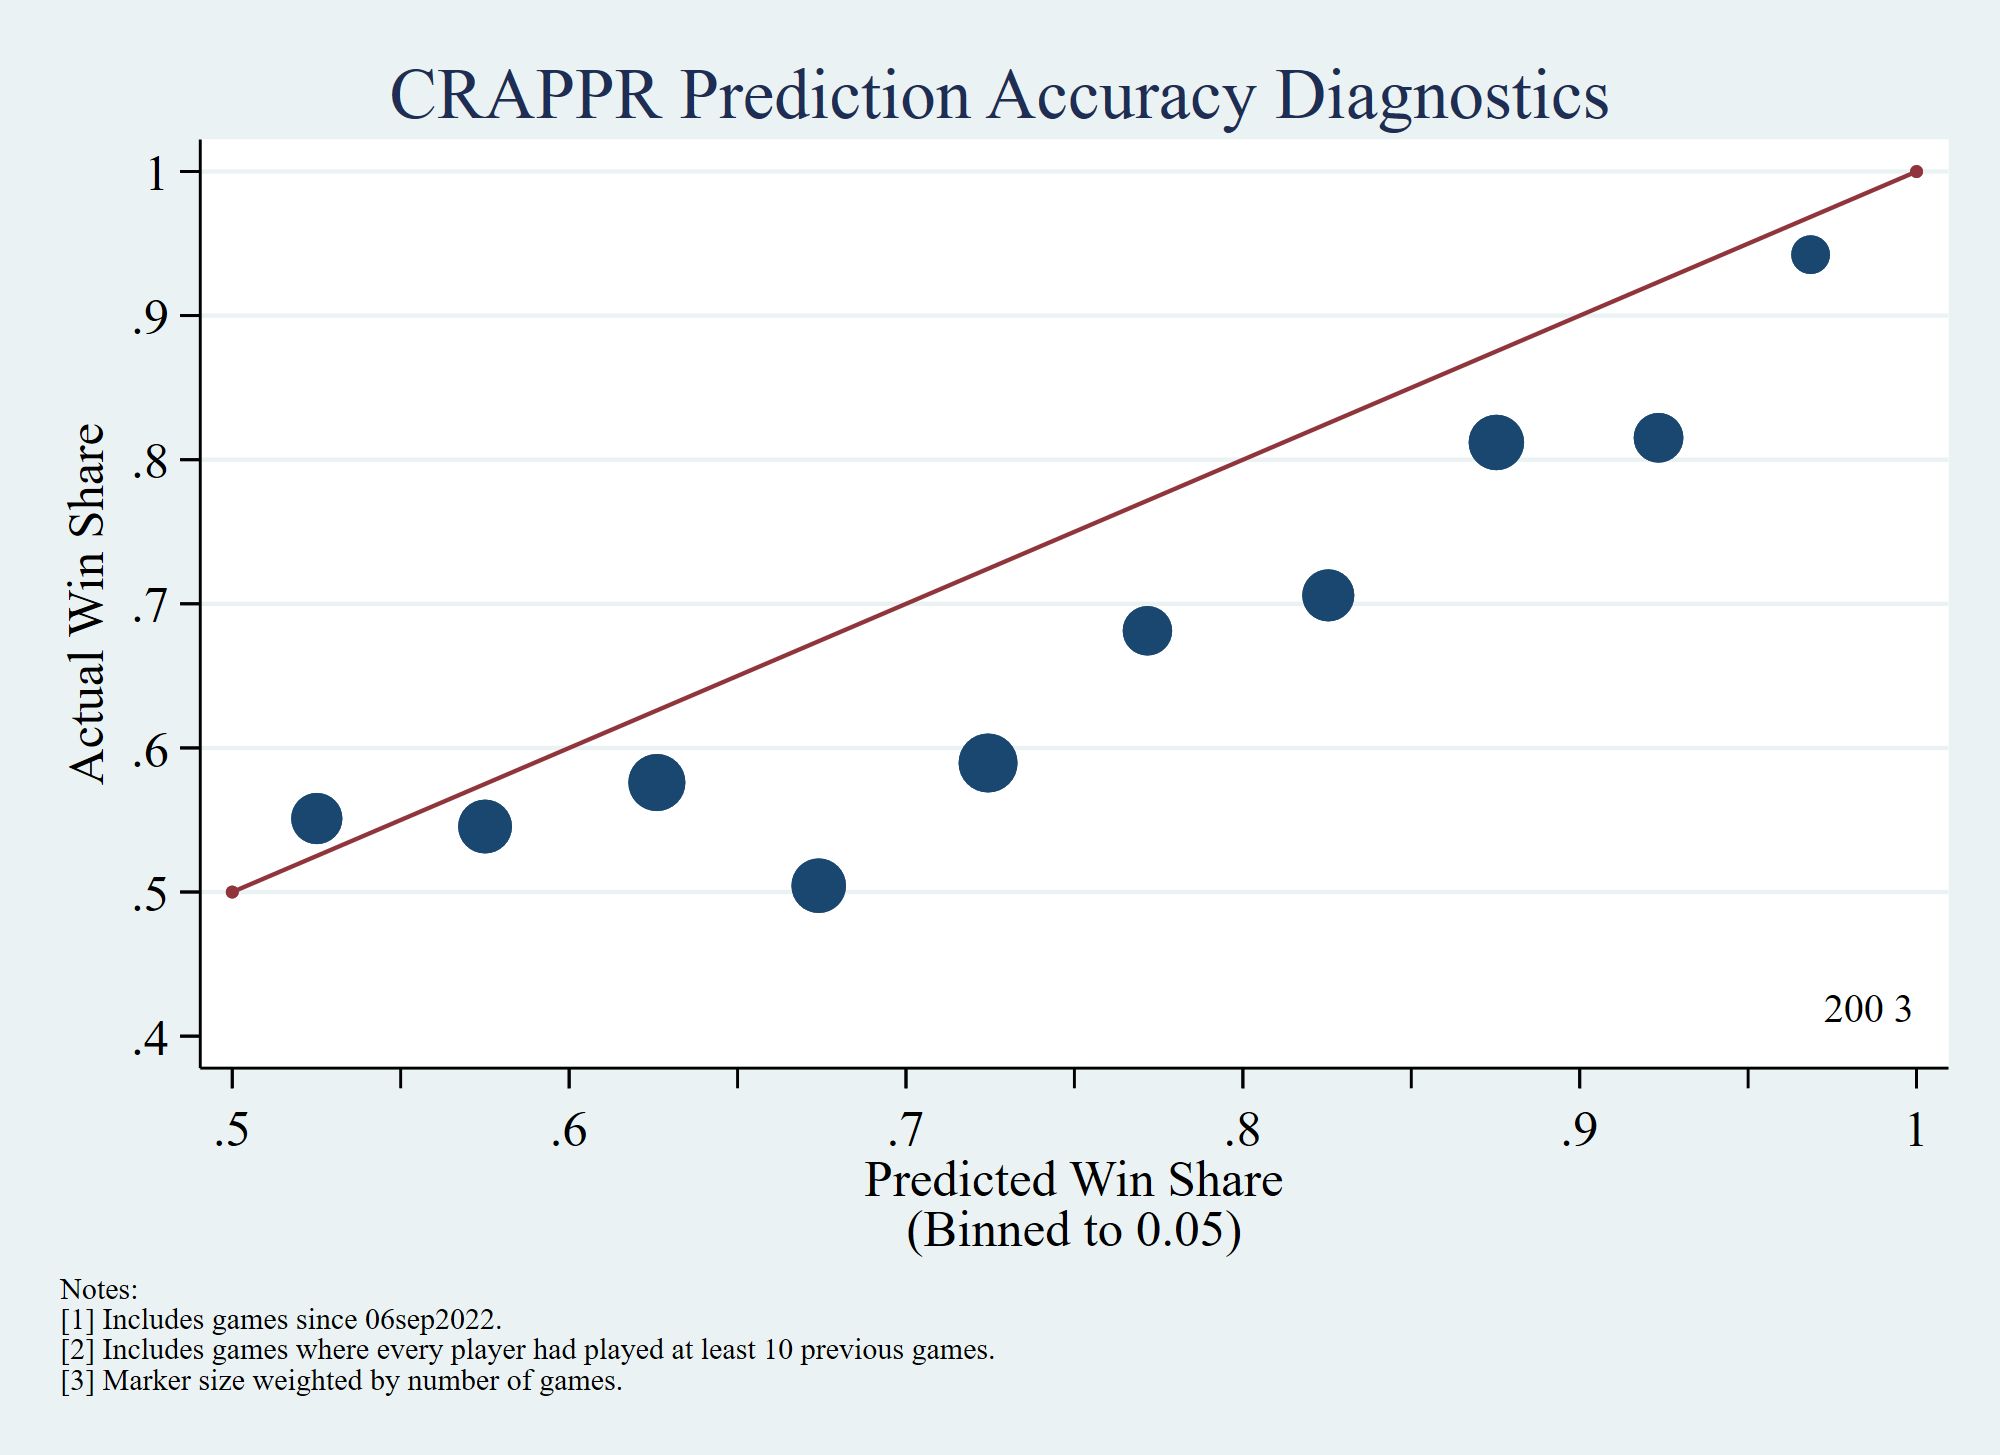 CRAPPR Prediction Accuracy Diagnostics
1
.9
.8
.7
.6
.5
.4
Actual Win Share
200 3
.5 .6 .7 .8 .9 1
Predicted Win Share
(Binned to 0.05)
Notes:
[1] Includes games since 06sep2022.
[2] Includes games where every player had played at least 10 previous games.
[3] Marker size weighted by number of games.